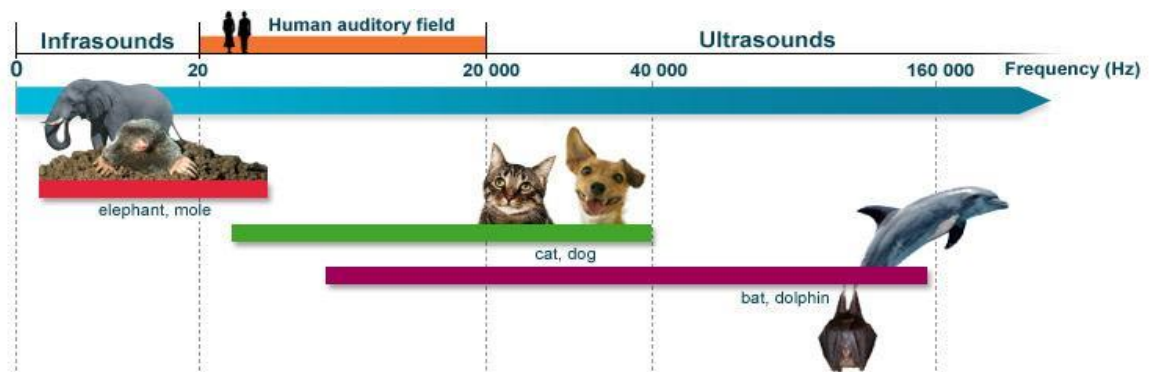 Human auditory field
Infrasounds
Ultrasounds
0
20
20 000
40 000
160 000
Frequency (Hz)
elephant, mole
cat, dog
bat, dolphin